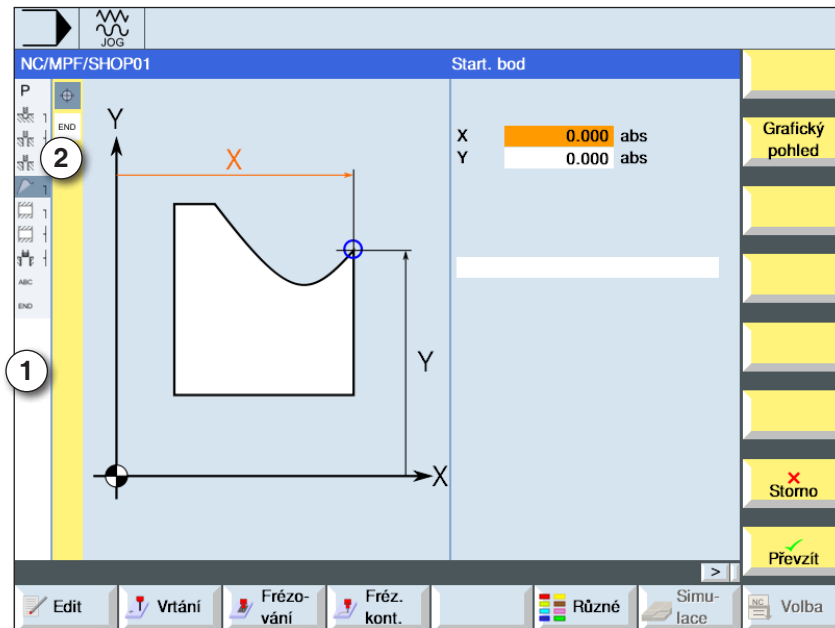 JOG
NC/MPF/SHOP01
Start. bod
P
END
2
ABC
END
1
Y
X
Y
X
X 0.000 abs
Y 0.000 abs
Grafický
pohled
Storno
Převzít
>
Edit
Vrtání
Frézo-
vání
Fréz.
kont.
Různé
Simu-
lace
NC
Volba